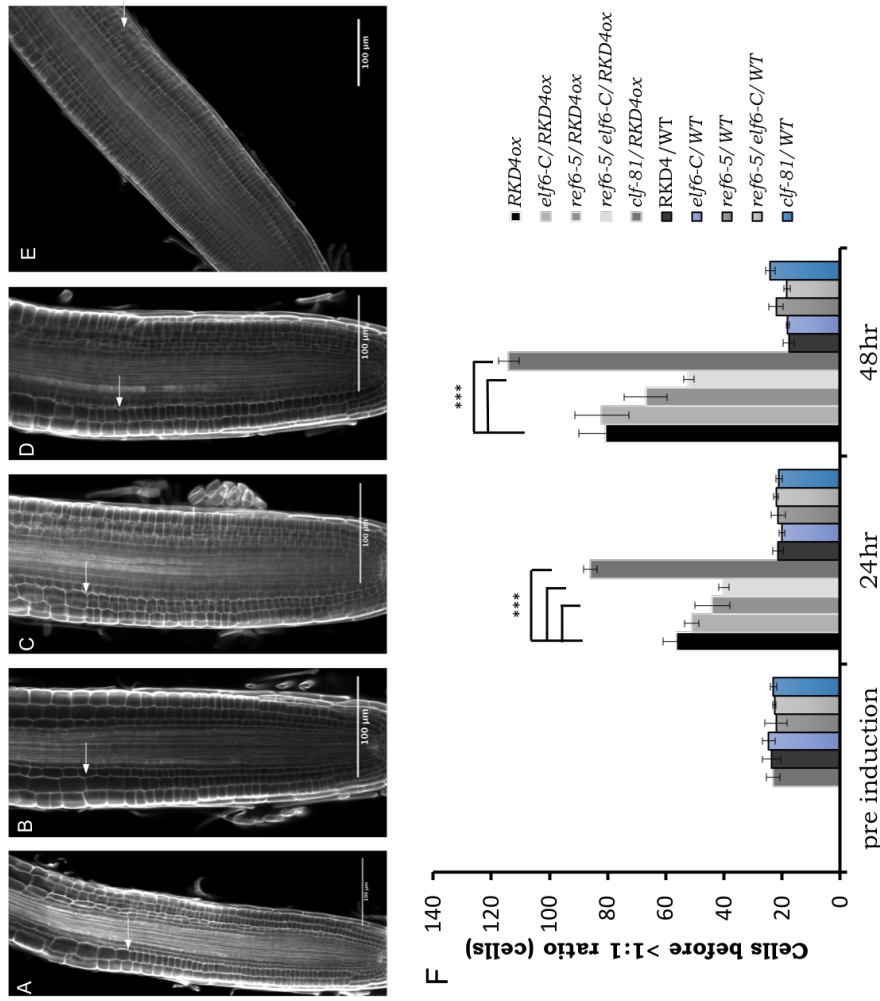 A
100 µm
B
100 µm
C
100 µm
D
100 µm
E
100 µm
F
Cells before >1:1 ratio (cells)
140
120
100
80
60
40
20
0
pre induction
24hr
48hr
***
***
RKD4ox
elf6-C/RKD4ox
ref6-5/RKD4ox
ref6-5/elf6-C/RKD4ox
clf-81/RKD4ox
RKD4/WT
elf6-C/WT
ref6-5/WT
ref6-5/elf6-C/WT
clf-81/WT